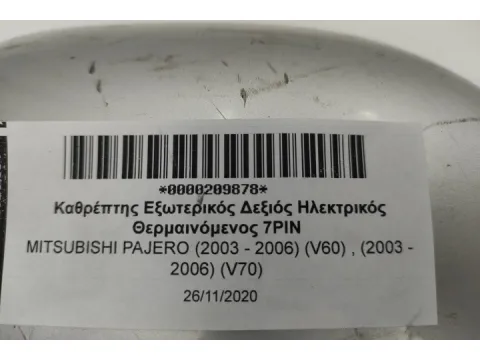 *0000209878*
Καθρέπτης Εξωτερικός Δεξιός Ηλεκτρικός
Θερμαινόμενος 7PIN
MITSUBISHI PAJERO (2003 - 2006) (V60) , (2003 -
2006) (V70)
26/11/2020